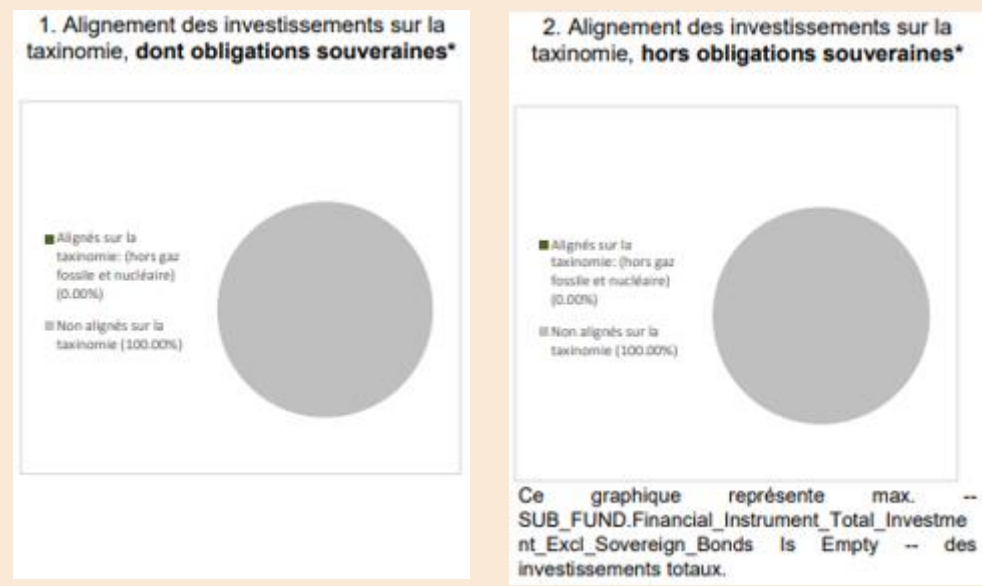 1. Alignement des investissements sur la
taxinomie, dont obligations souveraines*
Alignés sur la
taxinomie: (hors gaz
fossile et nucléaire)
(0.00%)
Non alignés sur la
taxinomie (100.00%)
2. Alignement des investissements sur la
taxinomie, hors obligations souveraines*
Alignés sur la
taxinomie: (hors gaz
fossile et nucléaire)
(0.00%)
Non alignés sur la
taxinomie (100.00%)
Ce graphique représente max. --
SUB_FUND.Financial_Instrument_Total_Investme
nt_Excl_Sovereign_Bonds Is Empty -- des
investissements totaux.